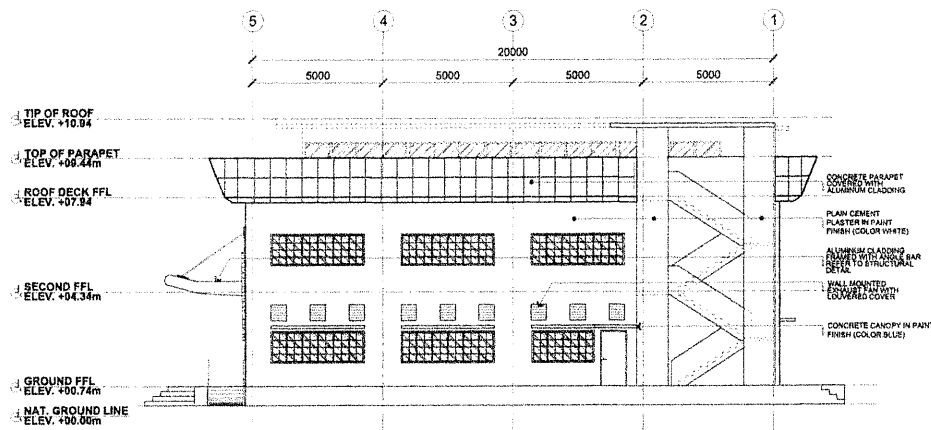 5 4 3 2 1
20000
5000 5000 5000 5000
TIP OF ROOF
ELEV. +10.94
TOP OF PARAPET
ELEV. +09.44m
ROOF DECK FFL
ELEV. +07.94
SECOND FFL
ELEV. +04.34m
GROUND FFL
ELEV. +00.74m
NAT. GROUND LINE
ELEV. +00.00m
CONCRETE PARAPET
COVERED WITH
ALUMINUM CLADDING
PLAIN CEMENT
PLASTER IN PAINT
FINISH (COLOR WHITE)
ALUMINUM CLADDING
FRAMED WITH ANGLE BAR
REFER TO STRUCTURAL
DETAIL
WALL MOUNTED
EXHAUST FAN WITH
LOUVERED COVER
CONCRETE CANOPY IN PAINT
FINISH (COLOR BLUE)